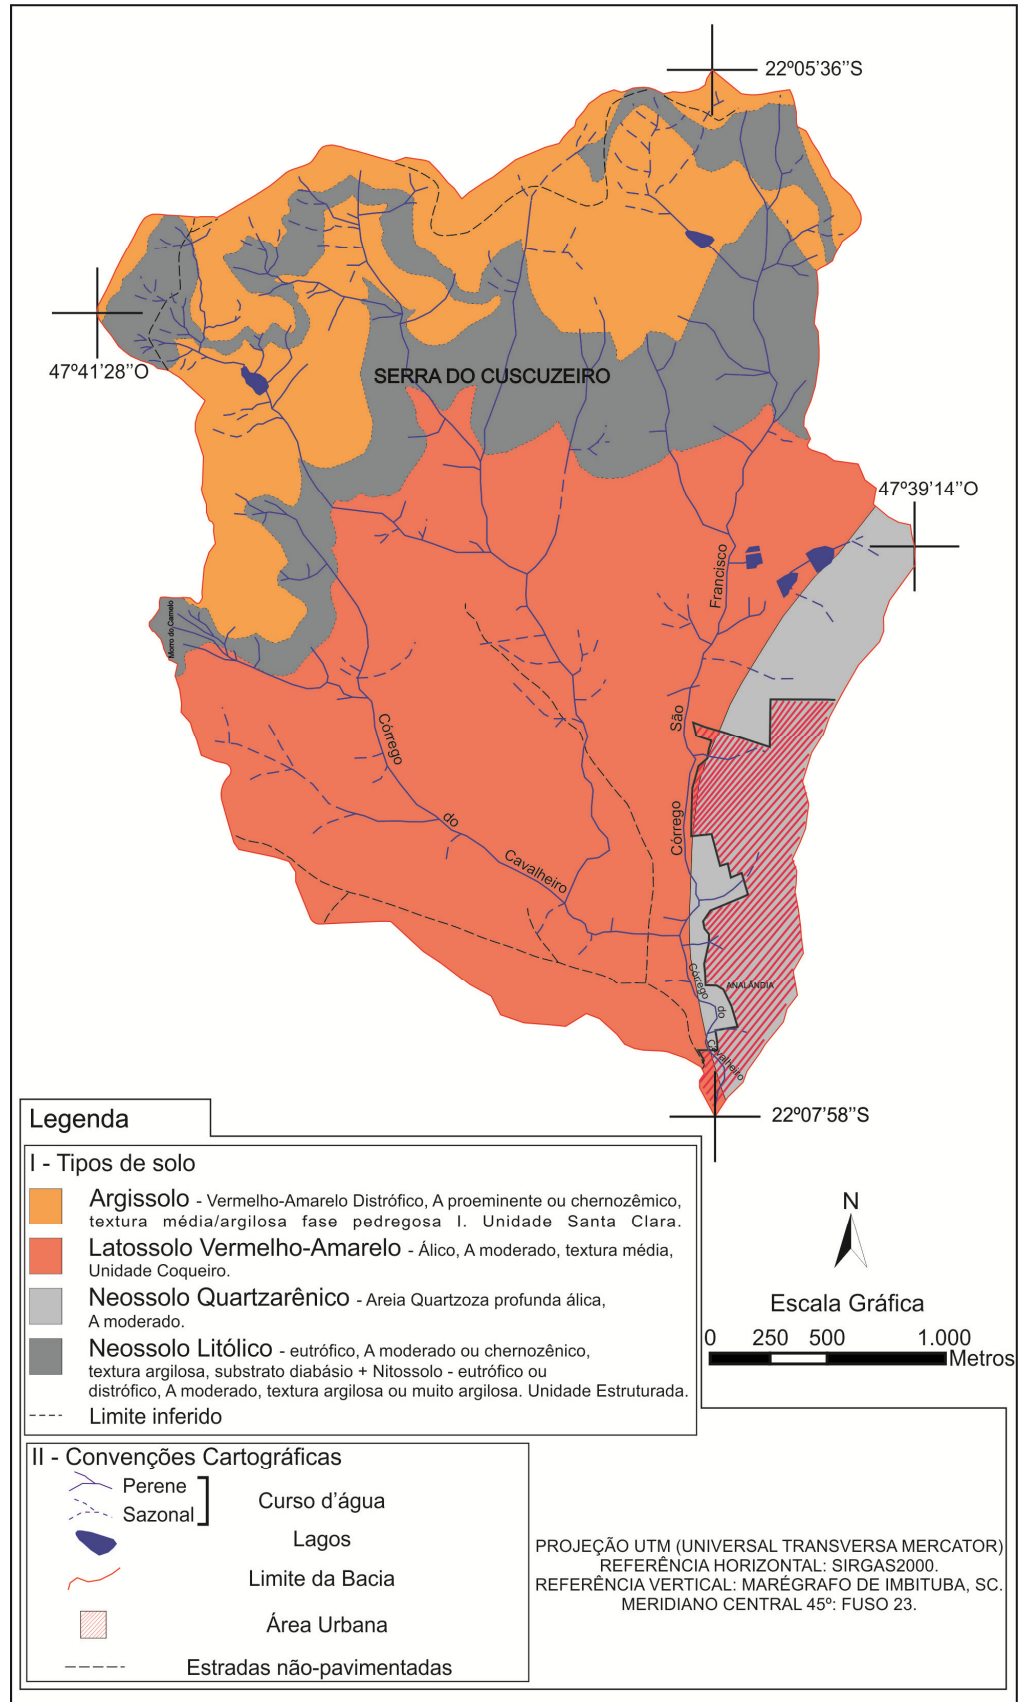 22º05'36''S
47º41'28''O
SERRA DO CUSCUZEIRO
47º39'14''O
Francisco
Morro do Camelo
São
Córrego
Córrego
do
Cavalheiro
Córrego
do
Cavalheiro
ANALÂNDIA
22º07'58''S
Legenda
I - Tipos de solo
Argissolo - Vermelho-Amarelo Distrófico, A proeminente ou chernozêmico,
textura média/argilosa fase pedregosa I. Unidade Santa Clara.
Latossolo Vermelho-Amarelo - Álico, A moderado, textura média,
Unidade Coqueiro.
Neossolo Quartzarênico - Areia Quartzoza profunda álica,
A moderado.
Neossolo Litólico - eutrófico, A moderado ou chernozênico,
textura argilosa, substrato diabásio + Nitossolo - eutrófico ou
distrófico, A moderado, textura argilosa ou muito argilosa. Unidade Estruturada.
Limite inferido
N
Escala Gráfica
0 250 500 1.000
Metros
II - Convenções Cartográficas
Perene
Sazonal
Curso d'água
Lagos
Limite da Bacia
Área Urbana
Estradas não-pavimentadas
PROJEÇÃO UTM (UNIVERSAL TRANSVERSA MERCATOR)
REFERÊNCIA HORIZONTAL: SIRGAS2000.
REFERÊNCIA VERTICAL: MARÉGRAFO DE IMBITUBA, SC.
MERIDIANO CENTRAL 45º: FUSO 23.